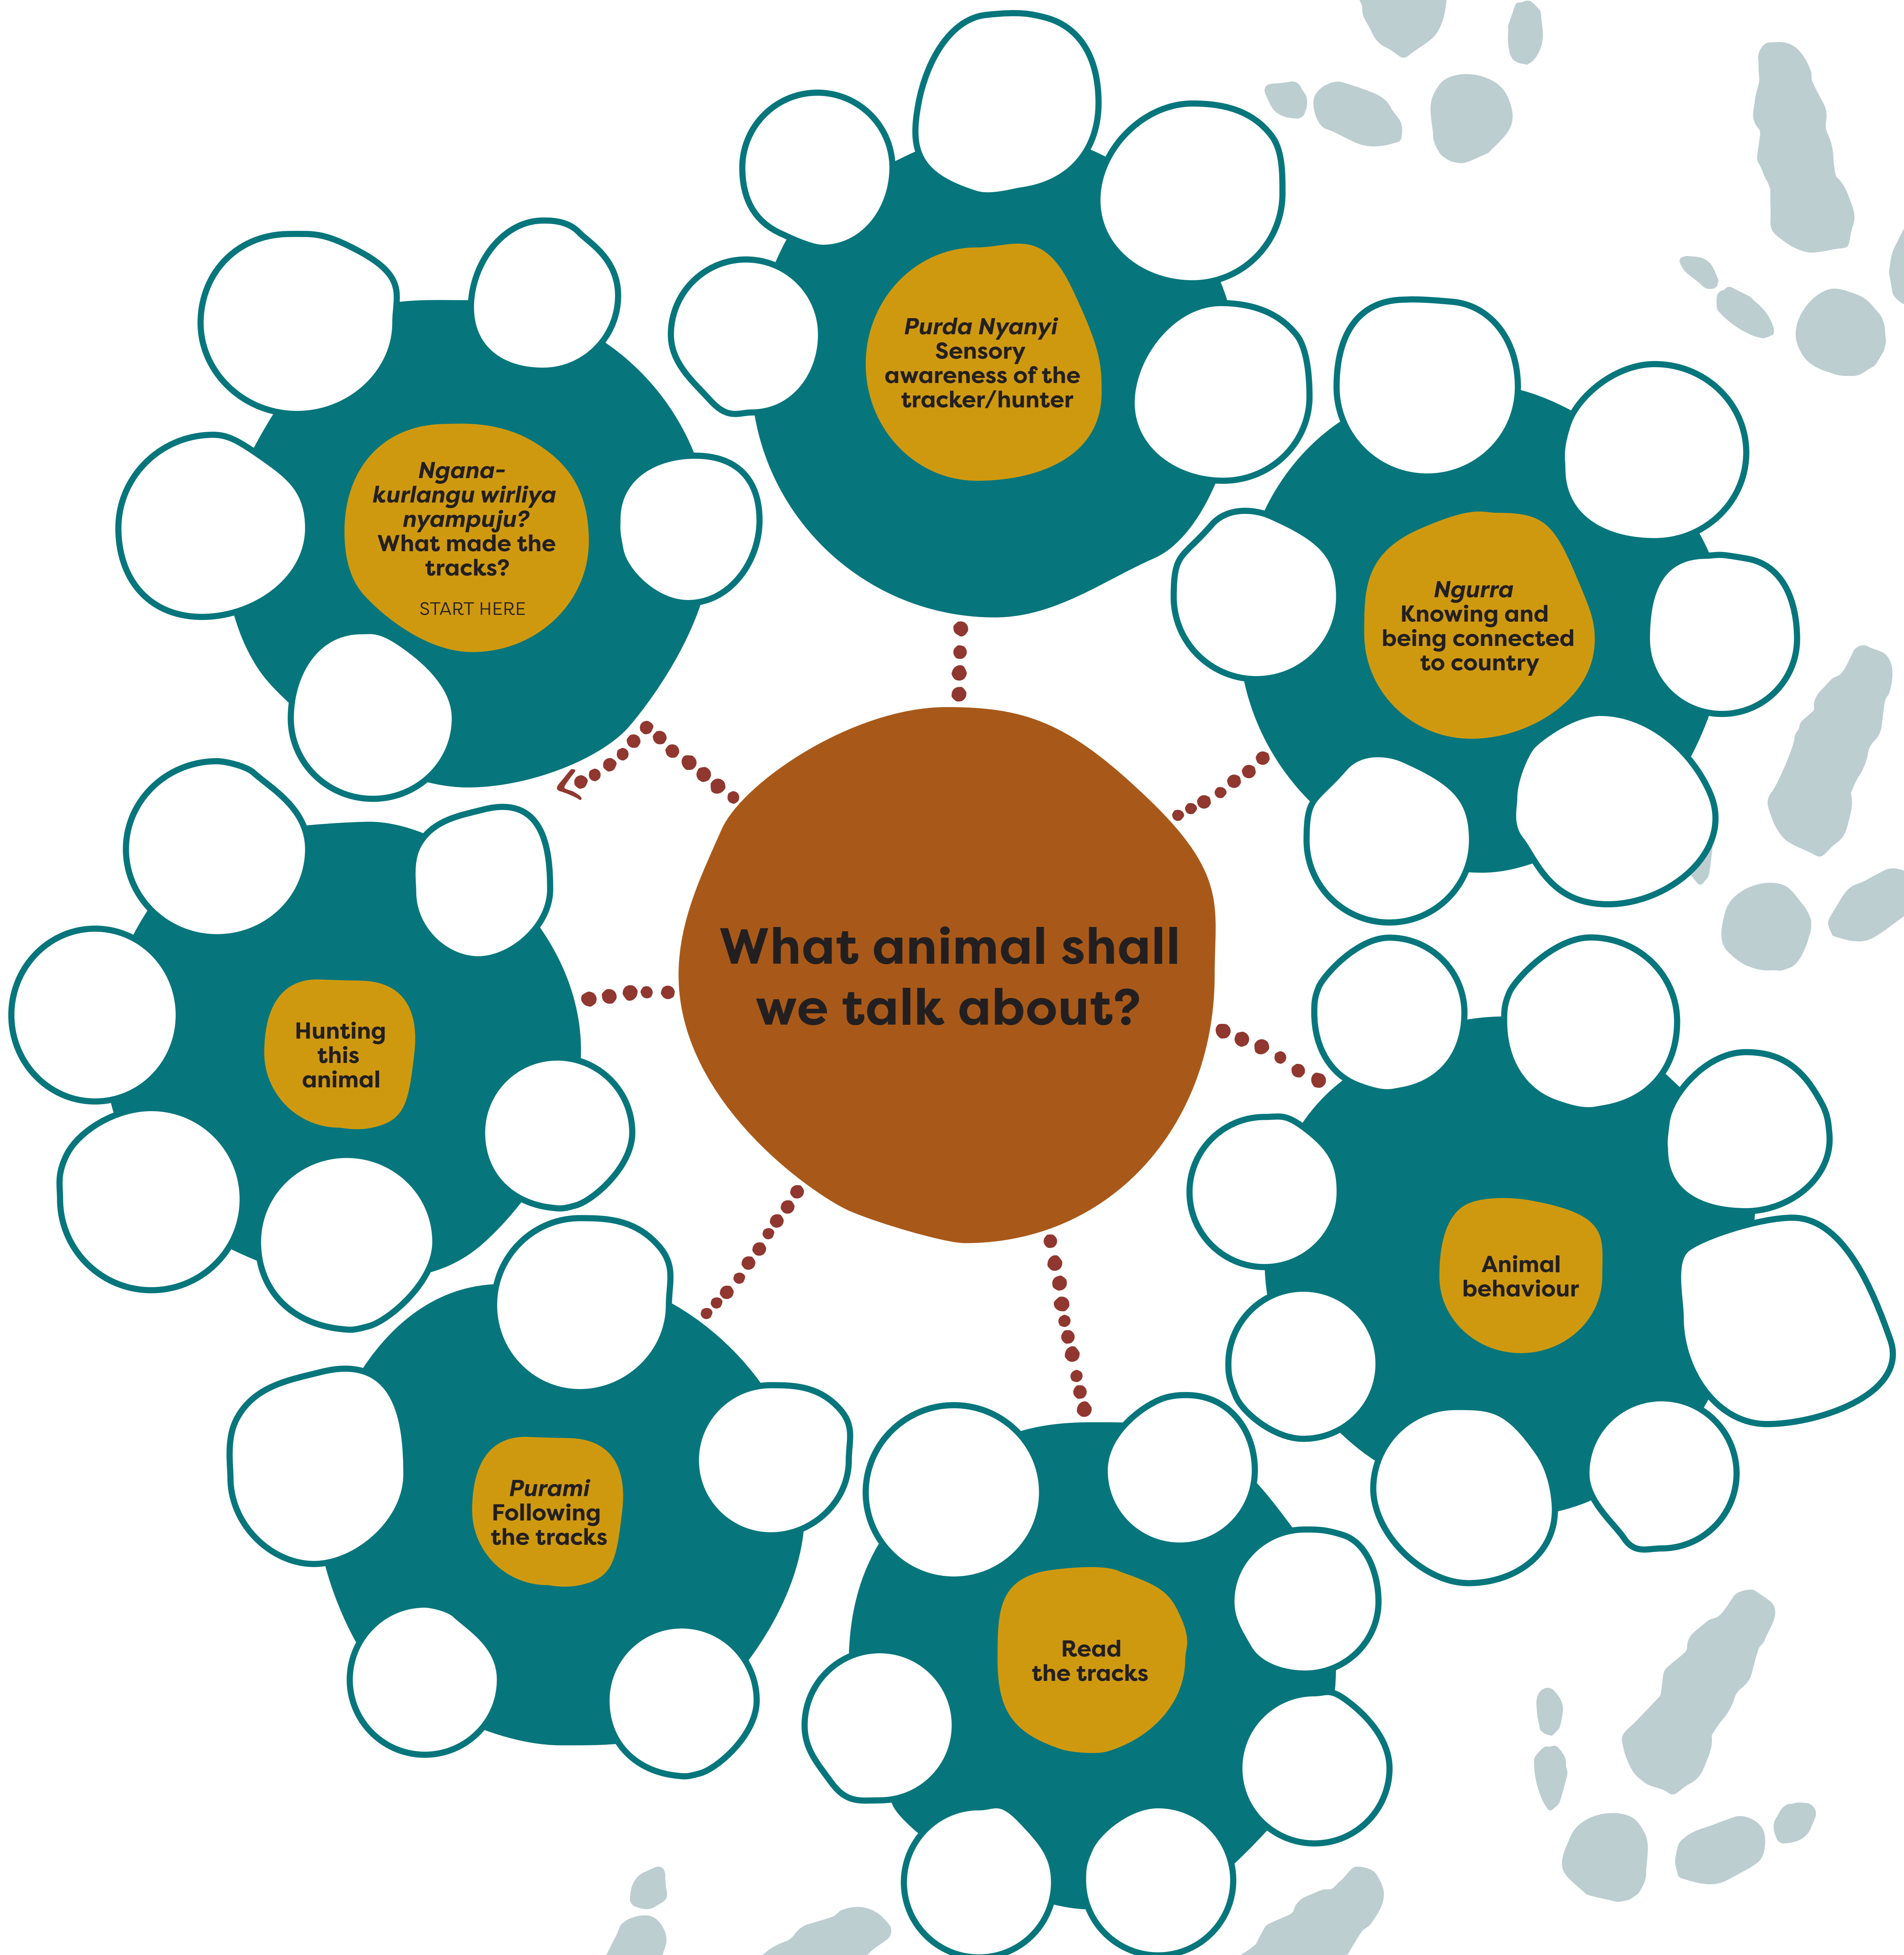 What animal shall
we talk about?
Ngana-
kurlangu wirliya
nyampuju?
What made the
tracks?
START HERE
Purda Nyanyi
Sensory
awareness of the
tracker/hunter
Ngurra
Knowing and
being connected
to country
Animal
behaviour
Read
the tracks
Purami
Following
the tracks
Hunting
this
animal